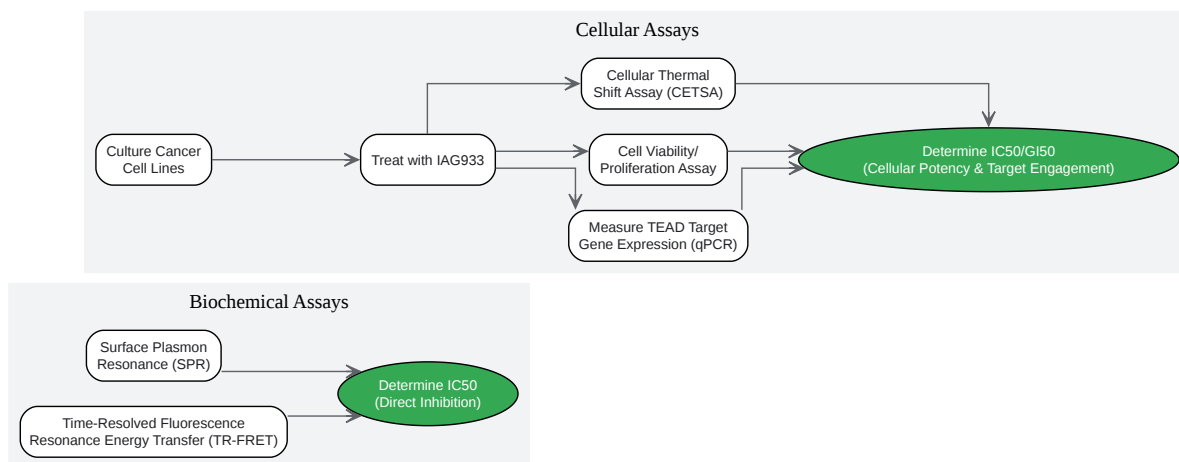 Cellular Assays
Cellular Thermal
Shift Assay (CETSA)
Culture Cancer
Cell Lines
Treat with IAG933
Cell Viability/
Proliferation Assay
Determine IC50/GI50
(Cellular Potency & Target Engagement)
Measure TEAD Target
Gene Expression (qPCR)
Biochemical Assays
Surface Plasmon
Resonance (SPR)
Determine IC50
(Direct Inhibition)
Time-Resolved Fluorescence
Resonance Energy Transfer (TR-FRET)